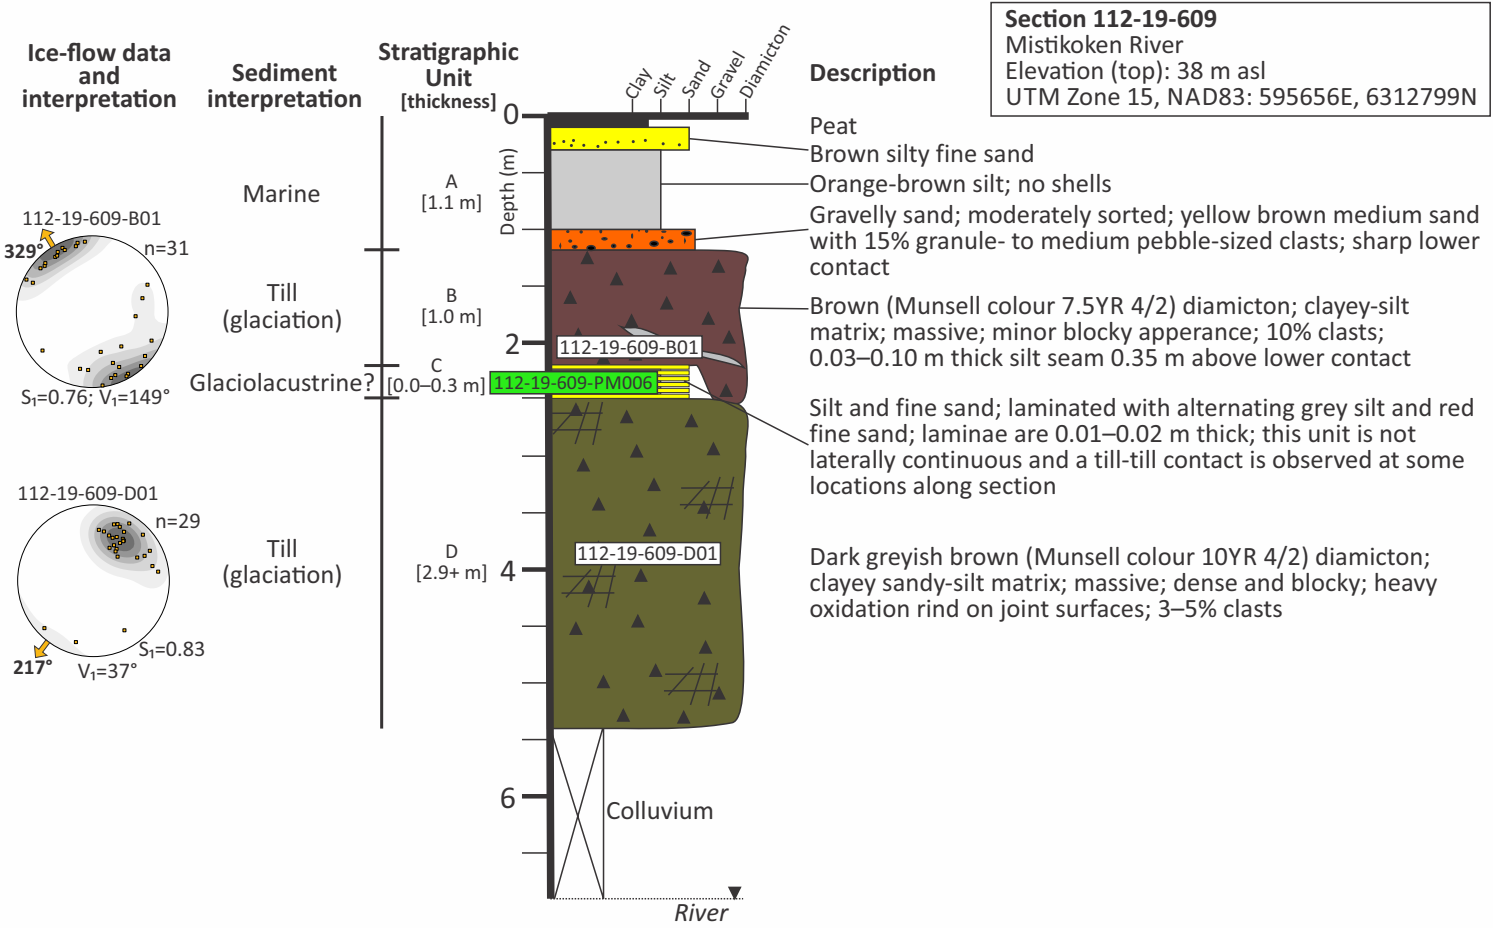 Section 112-19-609
Mistikoken River
Elevation (top): 38 m asl
UTM Zone 15, NAD83: 595656E, 6312799N
Ice-flow data
and
interpretation
Sediment
interpretation
Stratigraphic
Unit
[thickness]
Clay
Silt
Sand
Gravel
Diamicton
Description
0
2
4
6
Depth (m)
Marine
A
[1.1 m]
Peat
Brown silty fine sand
Orange-brown silt; no shells
Gravelly sand; moderately sorted; yellow brown medium sand
with 15% granule- to medium pebble-sized clasts; sharp lower
contact
112-19-609-B01
329°
n=31
S₁=0.76; V₁=149°
Till
(glaciation)
B
[1.0 m]
112-19-609-B01
Brown (Munsell colour 7.5YR 4/2) diamicton; clayey-silt
matrix; massive; minor blocky apperance; 10% clasts;
0.03–0.10 m thick silt seam 0.35 m above lower contact
Glaciolacustrine?
C
[0.0–0.3 m]
112-19-609-PM006
Silt and fine sand; laminated with alternating grey silt and red
fine sand; laminae are 0.01–0.02 m thick; this unit is not
laterally continuous and a till-till contact is observed at some
locations along section
112-19-609-D01
n=29
S₁=0.83
217°
V₁=37°
Till
(glaciation)
D
[2.9+ m]
112-19-609-D01
Dark greyish brown (Munsell colour 10YR 4/2) diamicton;
clayey sandy-silt matrix; massive; dense and blocky; heavy
oxidation rind on joint surfaces; 3–5% clasts
Colluvium
River